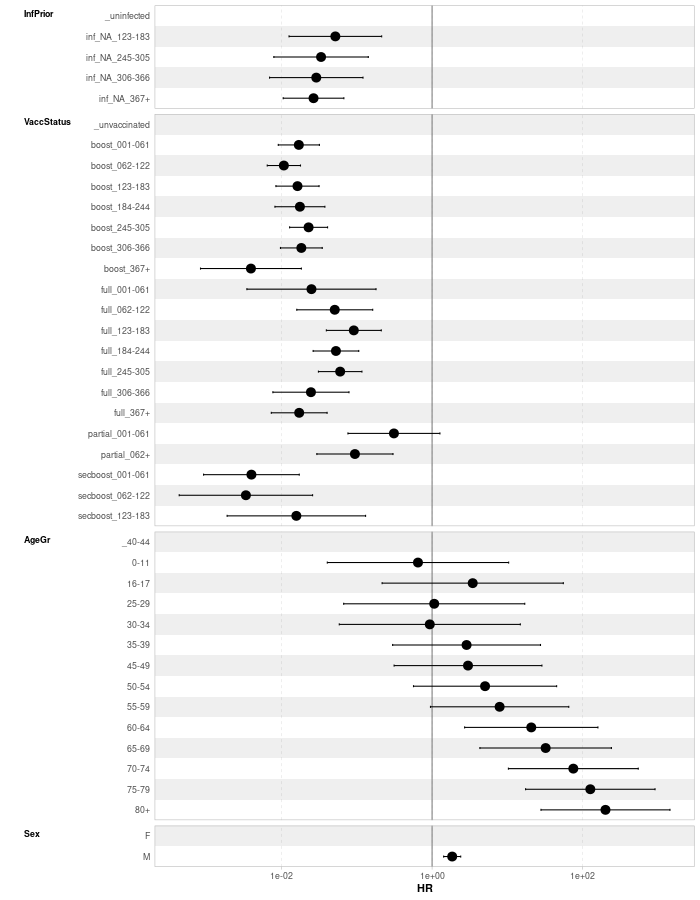 InfPrior
_uninfected
inf_NA_123-183
inf_NA_245-305
inf_NA_306-366
inf_NA_367+
VaccStatus
_unvaccinated
boost_001-061
boost_062-122
boost_123-183
boost_184-244
boost_245-305
boost_306-366
boost_367+
full_001-061
full_062-122
full_123-183
full_184-244
full_245-305
full_306-366
full_367+
partial_001-061
partial_062+
secboost_001-061
secboost_062-122
secboost_123-183
AgeGr
_40-44
0-11
16-17
25-29
30-34
35-39
45-49
50-54
55-59
60-64
65-69
70-74
75-79
80+
Sex
F
M
1e-02 1e+00 1e+02
HR